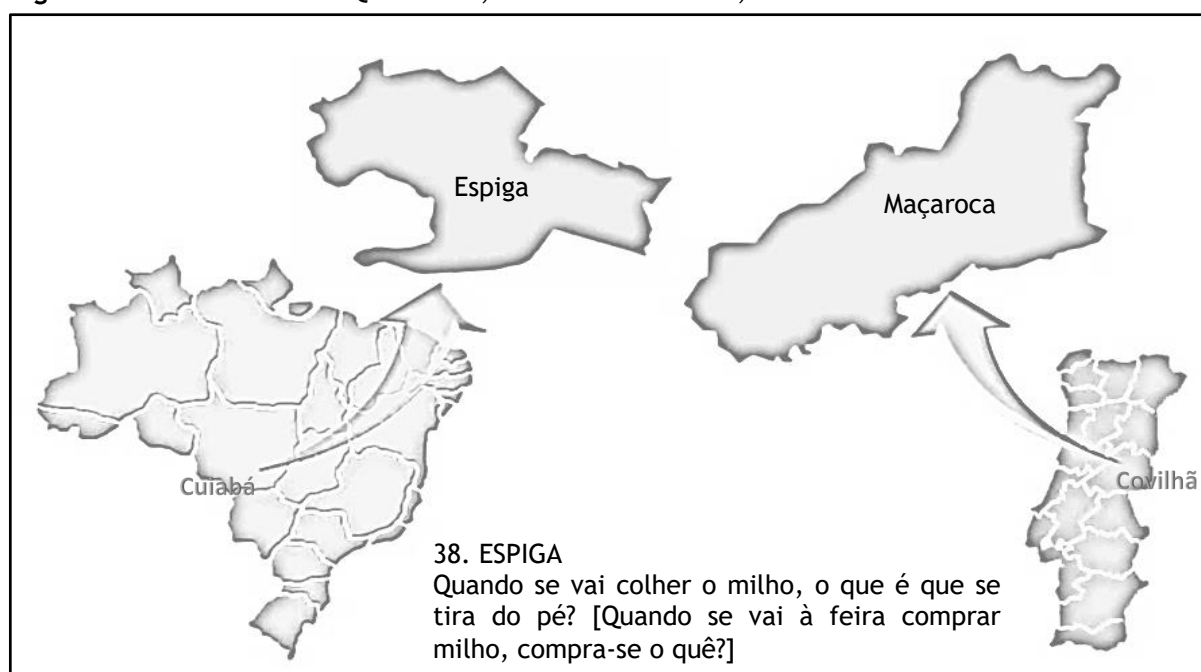 Espiga
Maçaroca
Cuiabá
Covilhã
38. ESPIGA
Quando se vai colher o milho, o que é que se
tira do pé? [Quando se vai à feira comprar
milho, compra-se o quê?]